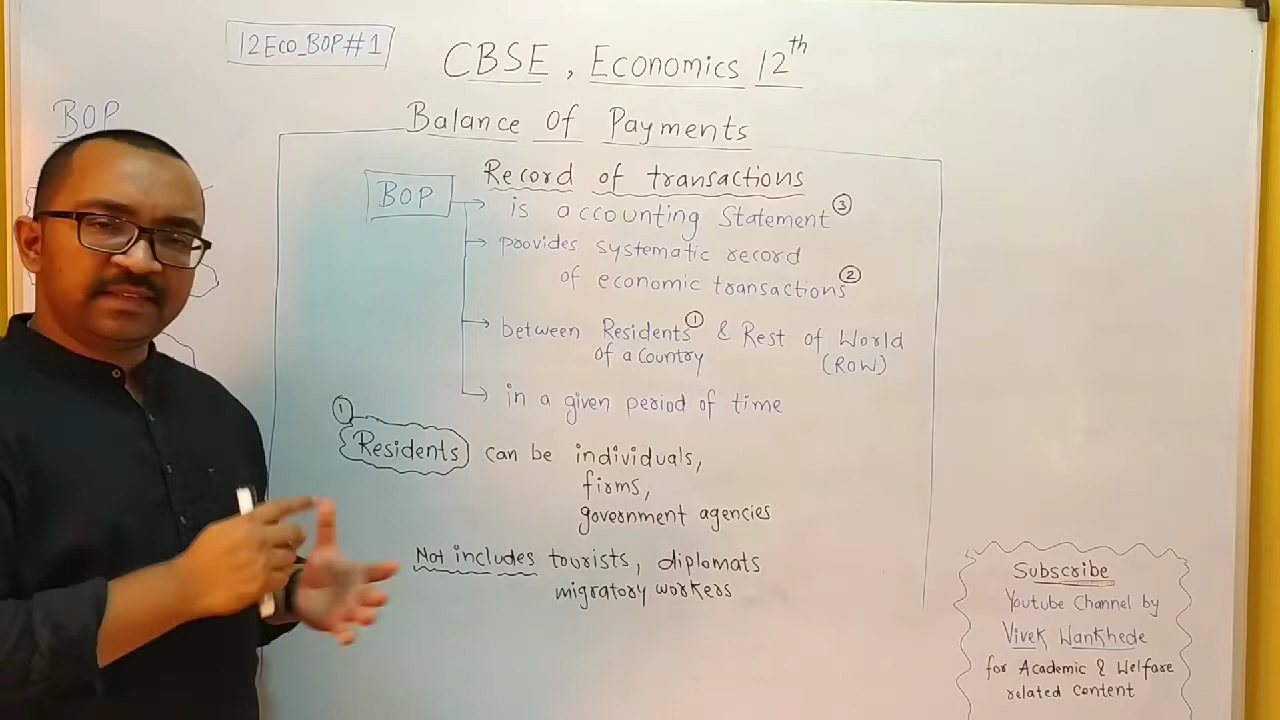 12Eco_BOP#1
CBSE, Economics 12th
BOP
Balance Of Payments
Record of transactions
BOP
is accounting Statement ③
provides systematic record
of economic transactions ②
between Residents ① & Rest of World
of a Country (ROW)
in a given period of time
①
Residents can be individuals,
firms,
government agencies
Not includes tourists, diplomats
migratory workers
Subscribe
Youtube Channel by
Vivek Wankhede
for Academic & Welfare
related content